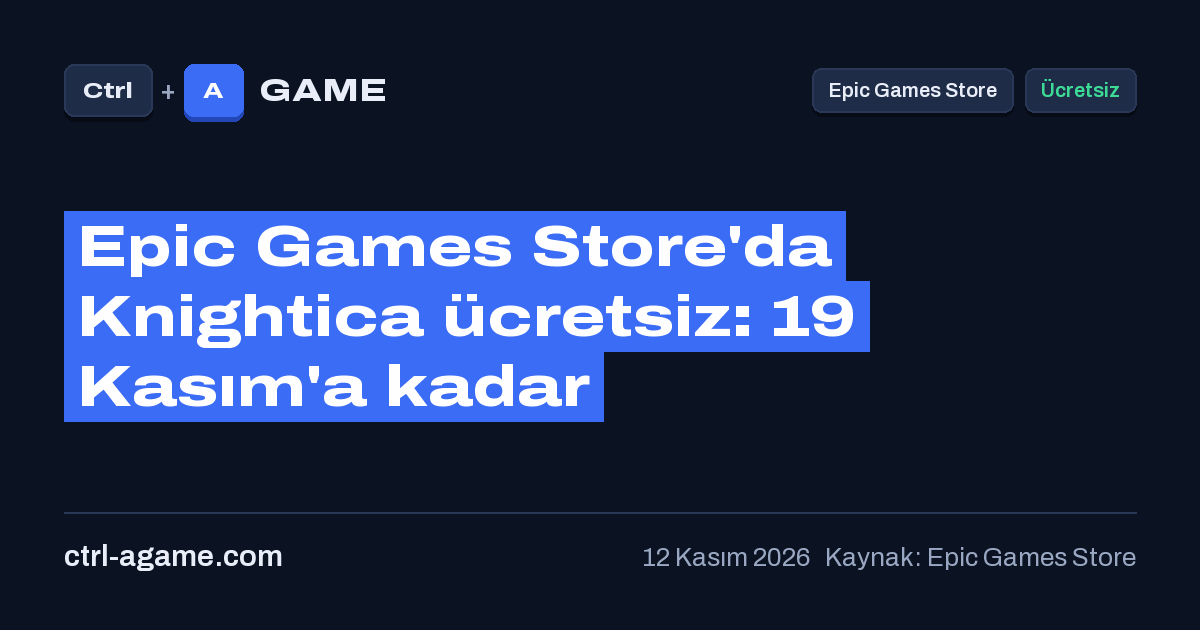 Ctrl + A GAME
Epic Games Store Ücretsiz
Epic Games Store'da
Knightica ücretsiz: 19
Kasım'a kadar
ctrl-agame.com
12 Kasım 2026 Kaynak: Epic Games Store